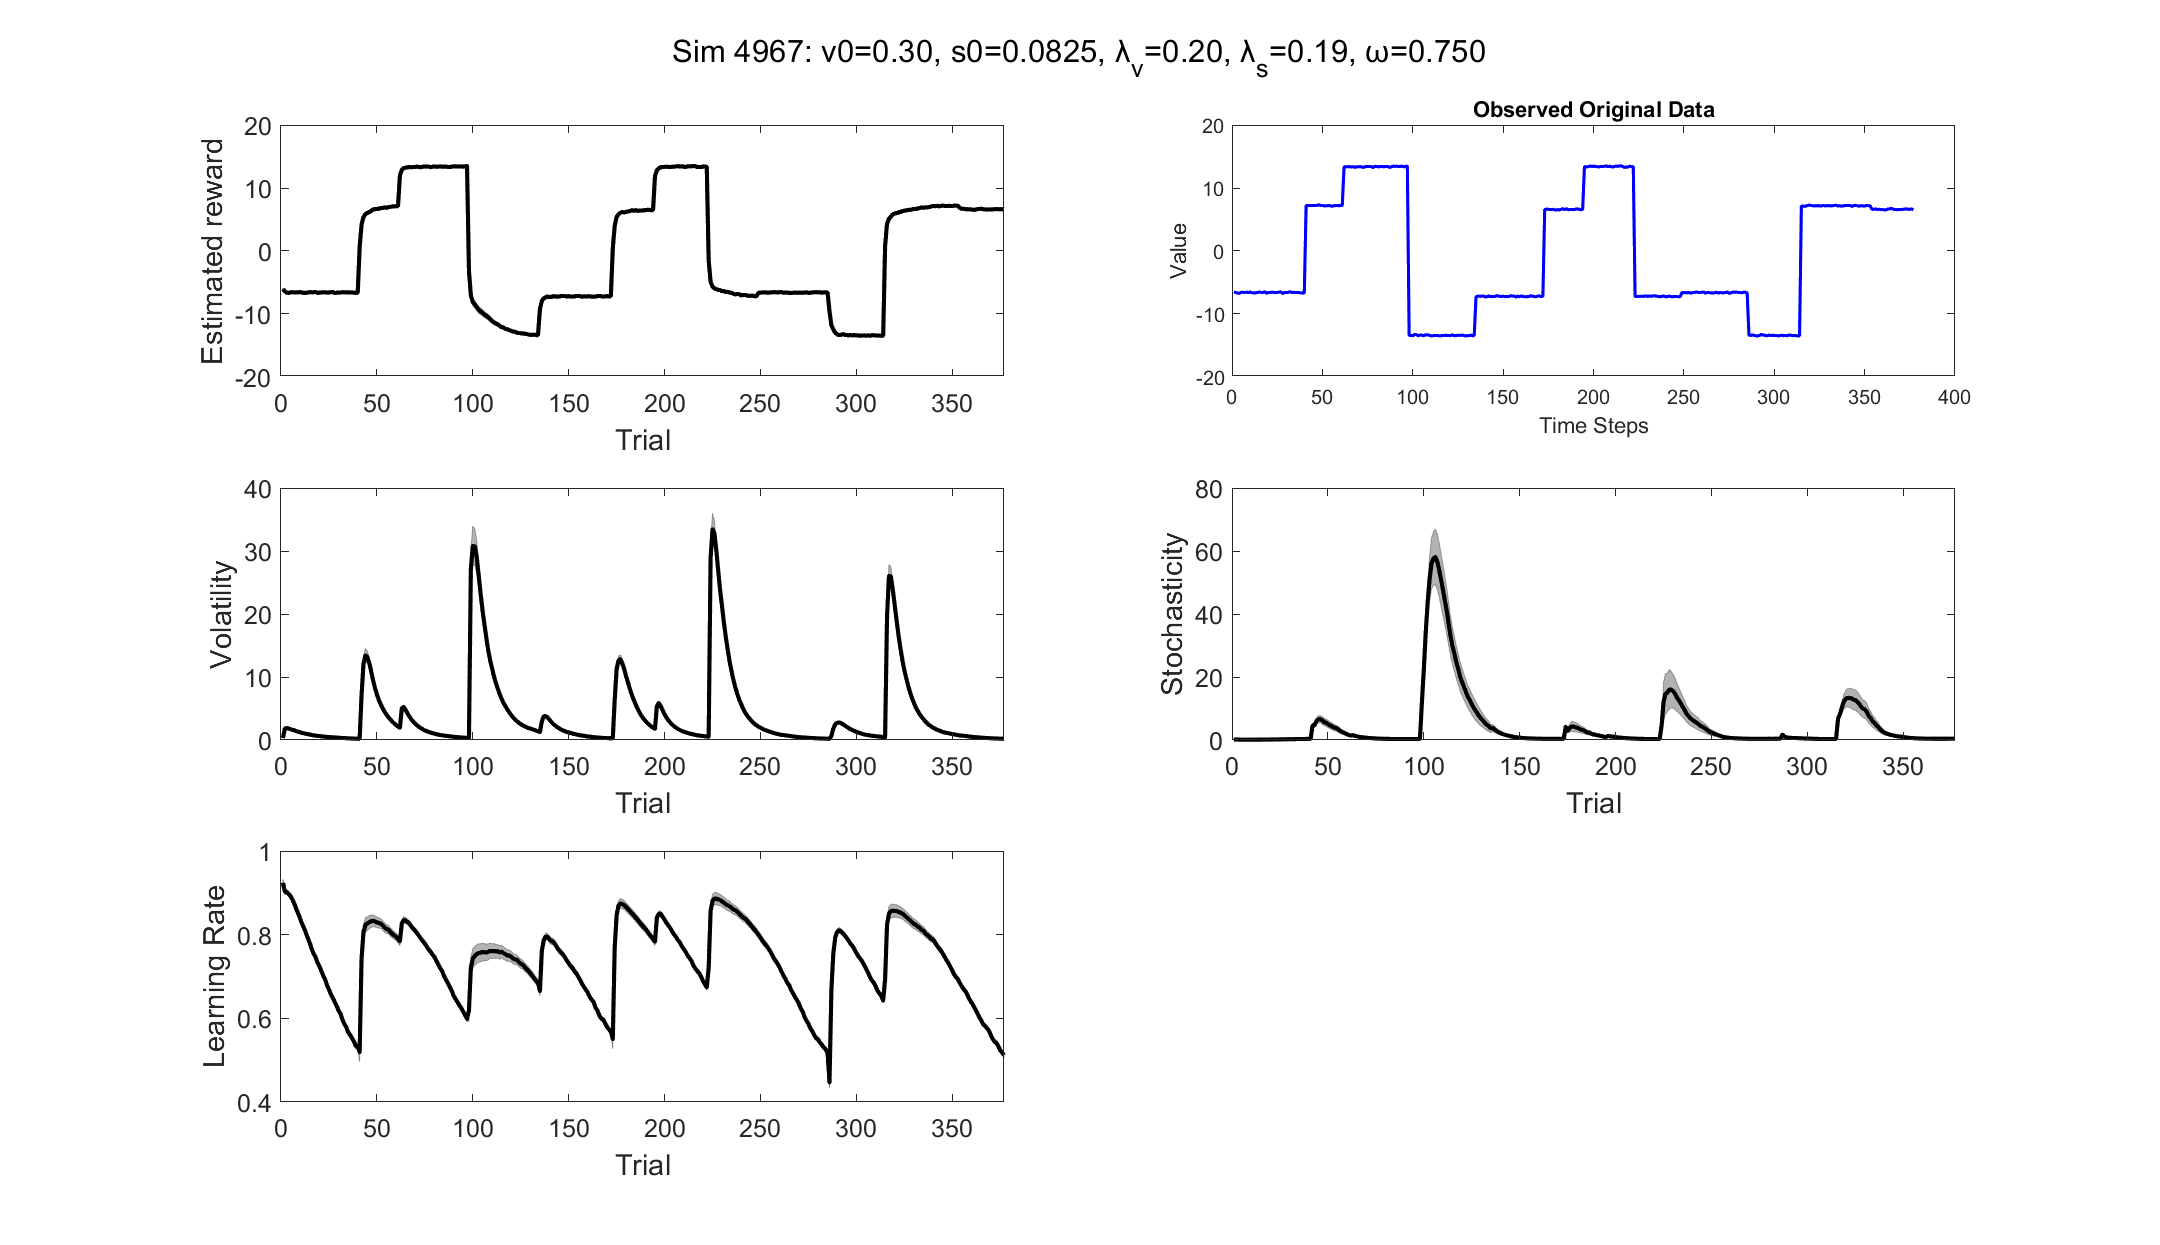 Sim 4967: v0=0.30, s0=0.0825, λ_v=0.20, λ_s=0.19, ω=0.750
Estimated reward
20
10
0
-10
-20
0 50 100 150 200 250 300 350
Trial
Observed Original Data
Value
20
10
0
-10
-20
0 50 100 150 200 250 300 350 400
Time Steps
Volatility
40
30
20
10
0
0 50 100 150 200 250 300 350
Trial
Stochasticity
80
60
40
20
0
0 50 100 150 200 250 300 350
Trial
Learning Rate
1
0.8
0.6
0.4
0 50 100 150 200 250 300 350
Trial